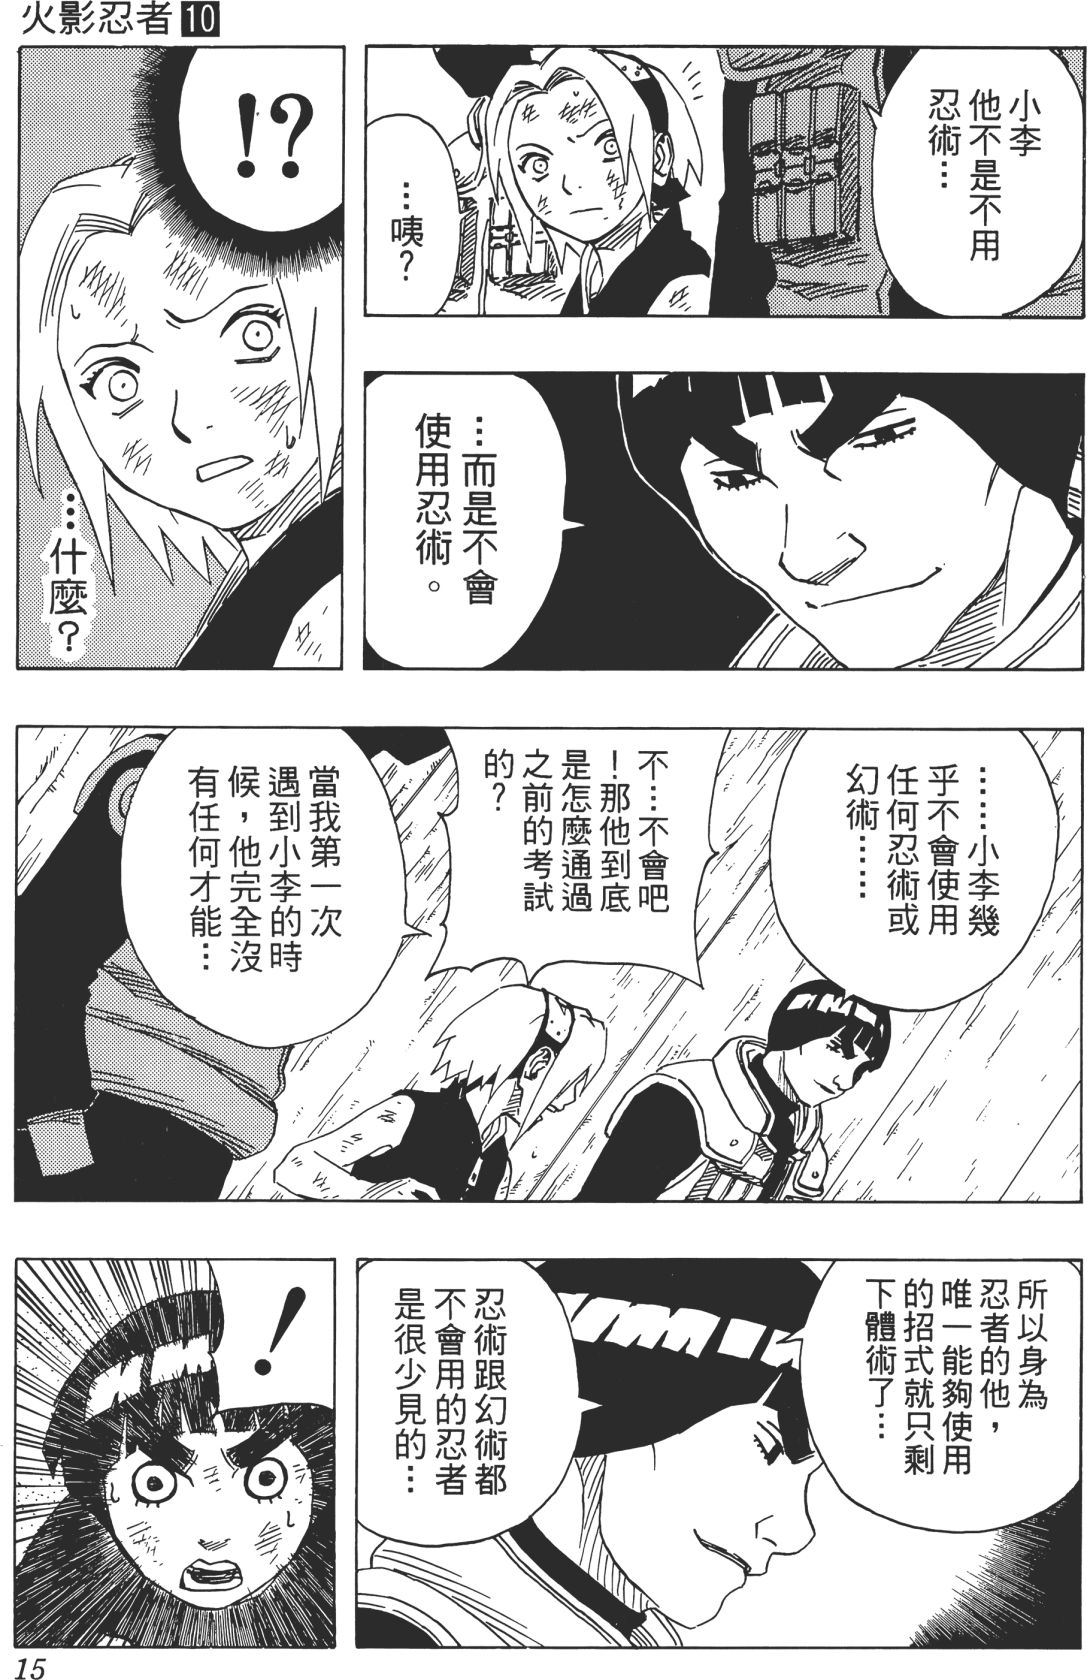 火影忍者10
小李
他不是不用
忍術…
…咦?
…而是不會
使用忍術。
!?
…什麼?
……小李幾
乎不會使用
任何忍術或
幻術……
不…不會吧
!那他到底
是怎麼通過
之前的考試
的?
當我第一次
遇到小李的時
候,他完全沒
有任何才能…
所以身為
忍者的他,
唯一能夠使用
的招式就只剩
下體術了…
忍術跟幻術都
不會用的忍者
是很少見的…
!
15